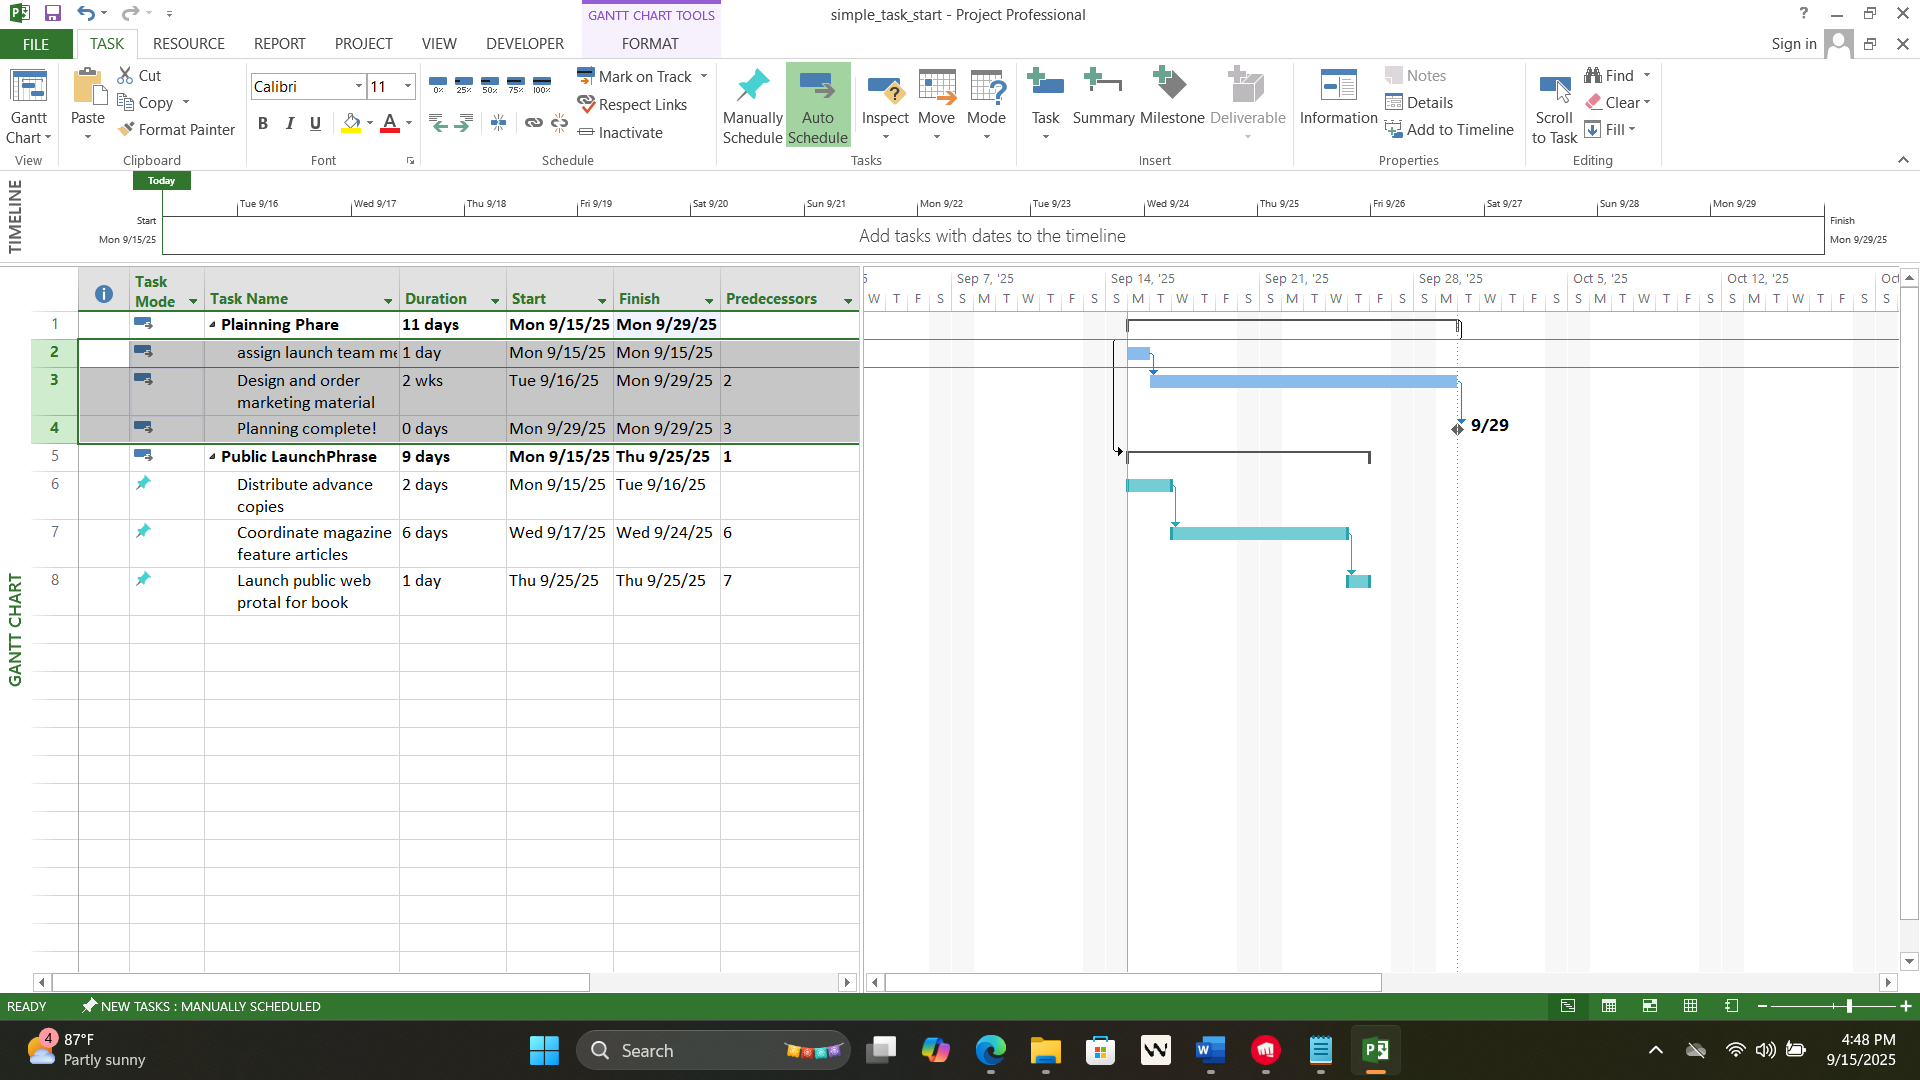 GANTT CHART TOOLS
simple_task_start - Project Professional
?
FILE
TASK
RESOURCE
REPORT
PROJECT
VIEW
DEVELOPER
FORMAT
Sign in
Gantt
Chart
View
Paste
Cut
Copy
Format Painter
Clipboard
Calibri
11
B I U
A
Font
0% 25% 50% 75% 100%
Mark on Track
Respect Links
Inactivate
Schedule
Manually
Schedule
Auto
Schedule
Inspect
Move
Mode
Tasks
Task
Summary
Milestone
Deliverable
Insert
Information
Notes
Details
Add to Timeline
Properties
Scroll
to Task
Find
Clear
Fill
Editing
TIMELINE
Today
Start
Mon 9/15/25
Tue 9/16
Wed 9/17
Thu 9/18
Fri 9/19
Sat 9/20
Sun 9/21
Mon 9/22
Tue 9/23
Wed 9/24
Thu 9/25
Fri 9/26
Sat 9/27
Sun 9/28
Mon 9/29
Add tasks with dates to the timeline
Finish
Mon 9/29/25
Task
Mode
Task Name
Duration
Start
Finish
Predecessors
1 Plainning Phare 11 days Mon 9/15/25 Mon 9/29/25
2 assign launch team me 1 day Mon 9/15/25 Mon 9/15/25
3 Design and order 2 wks Tue 9/16/25 Mon 9/29/25 2
marketing material
4 Planning complete! 0 days Mon 9/29/25 Mon 9/29/25 3
5 Public LaunchPhrase 9 days Mon 9/15/25 Thu 9/25/25 1
6 Distribute advance 2 days Mon 9/15/25 Tue 9/16/25
copies
7 Coordinate magazine 6 days Wed 9/17/25 Wed 9/24/25 6
feature articles
8 Launch public web 1 day Thu 9/25/25 Thu 9/25/25 7
protal for book
GANTT CHART
5 Sep 7, '25 Sep 14, '25 Sep 21, '25 Sep 28, '25 Oct 5, '25 Oct 12, '25 Oct
W T F S S M T W T F S S M T W T F S S M T W T F S S M T W T F S S M T W T F S S M T W T F S S
9/29
READY
NEW TASKS : MANUALLY SCHEDULED
4
87°F
Partly sunny
Search
4:48 PM
9/15/2025